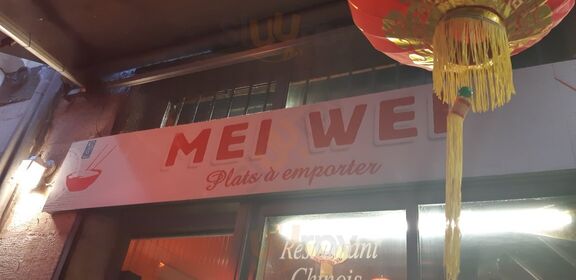 MEI WEI
Plats à emporter
Restaurant
Chinois